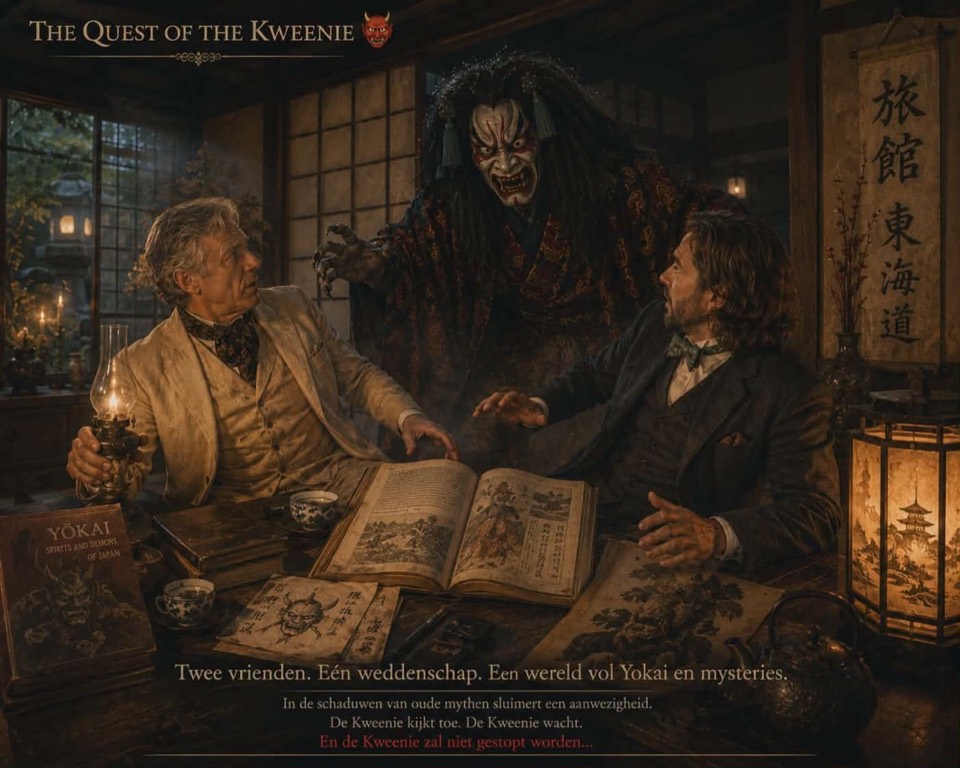 The Quest of the Kweenie
旅館東海道
YŌKAI
SPIRITS AND DEMONS
OF JAPAN
Twee vrienden. Eén weddenschap. Een wereld vol Yokai en mysteries.
In de schaduwen van oude mythen sluimert een aanwezigheid.
De Kweenie kijkt toe. De Kweenie wacht.
En de Kweenie zal niet gestopt worden...